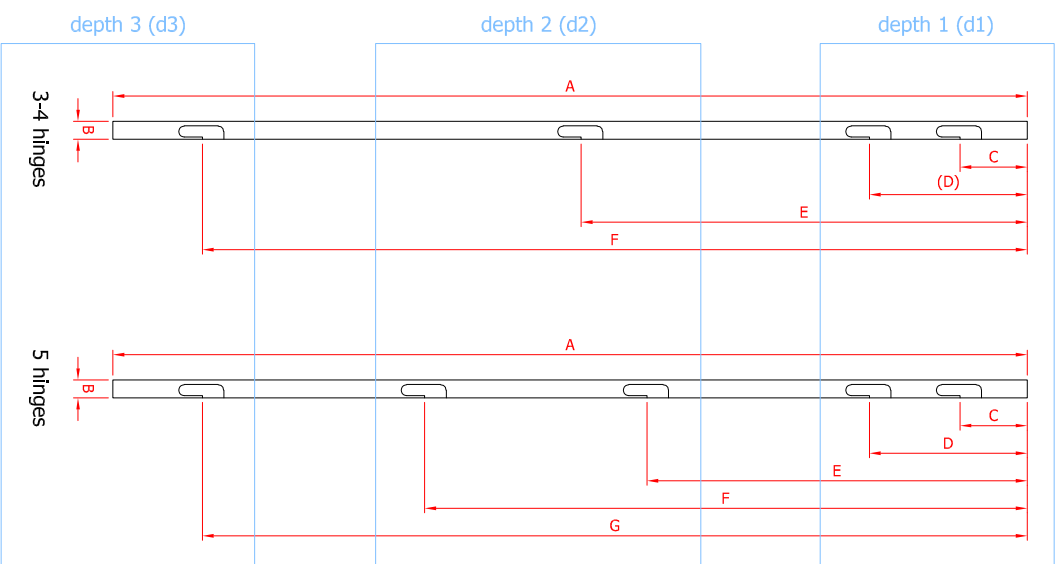 depth 3 (d3)
depth 2 (d2)
depth 1 (d1)
3-4 hinges
A
B
C
(D)
E
F
5 hinges
A
B
C
D
E
F
G